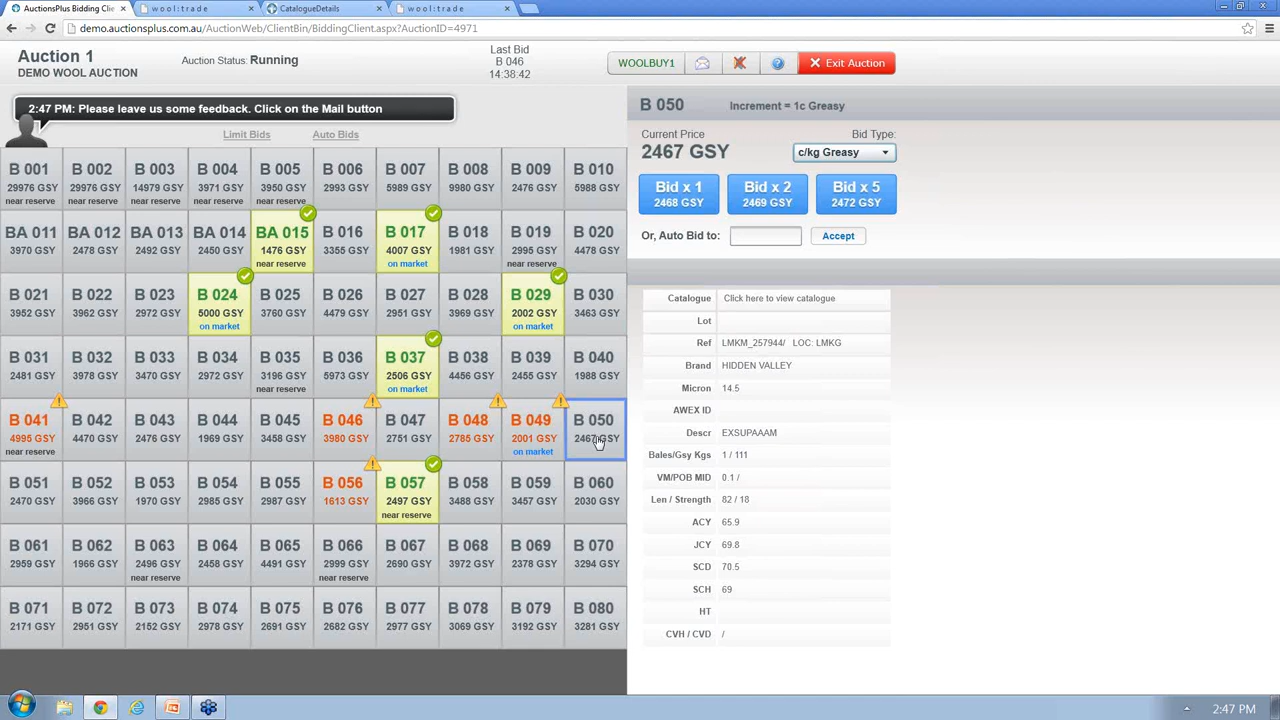 AuctionsPlus Bidding Cli
wool:trade
CatalogueDetails
wool:trade
demo.auctionsplus.com.au/AuctionWeb/ClientBin/BiddingClient.aspx?AuctionID=4971
Auction 1
DEMO WOOL AUCTION
Auction Status: Running
Last Bid
B 046
14:38:42
WOOLBUY1
Exit Auction
2:47 PM: Please leave us some feedback. Click on the Mail button
Limit Bids Auto Bids
B 001 B 002 B 003 B 004 B 005 B 006 B 007 B 008 B 009 B 010
29976 GSY 29976 GSY 14979 GSY 3971 GSY 3950 GSY 2993 GSY 5989 GSY 9980 GSY 2476 GSY 5988 GSY
near reserve near reserve near reserve near reserve near reserve
BA 011 BA 012 BA 013 BA 014 BA 015 B 016 B 017 B 018 B 019 B 020
3970 GSY 2478 GSY 2492 GSY 2450 GSY 1476 GSY 3355 GSY 4007 GSY 1981 GSY 2995 GSY 4478 GSY
near reserve on market near reserve
B 021 B 022 B 023 B 024 B 025 B 026 B 027 B 028 B 029 B 030
3952 GSY 3962 GSY 2972 GSY 5000 GSY 3760 GSY 4479 GSY 2951 GSY 3969 GSY 2002 GSY 3463 GSY
on market on market
B 031 B 032 B 033 B 034 B 035 B 036 B 037 B 038 B 039 B 040
2481 GSY 3978 GSY 3470 GSY 2972 GSY 3196 GSY 5973 GSY 2506 GSY 4456 GSY 2455 GSY 1988 GSY
near reserve on market
B 041 B 042 B 043 B 044 B 045 B 046 B 047 B 048 B 049 B 050
4995 GSY 4470 GSY 2476 GSY 1969 GSY 3458 GSY 3980 GSY 2751 GSY 2785 GSY 2001 GSY 2467 GSY
near reserve on market
B 051 B 052 B 053 B 054 B 055 B 056 B 057 B 058 B 059 B 060
2470 GSY 3966 GSY 1970 GSY 2985 GSY 2987 GSY 1613 GSY 2497 GSY 3488 GSY 3457 GSY 2030 GSY
near reserve
B 061 B 062 B 063 B 064 B 065 B 066 B 067 B 068 B 069 B 070
2959 GSY 1966 GSY 2496 GSY 2458 GSY 4491 GSY 2999 GSY 2690 GSY 3972 GSY 2378 GSY 3294 GSY
near reserve near reserve
B 071 B 072 B 073 B 074 B 075 B 076 B 077 B 078 B 079 B 080
2171 GSY 2951 GSY 2152 GSY 2978 GSY 2691 GSY 2682 GSY 2977 GSY 3069 GSY 3192 GSY 3281 GSY
B 050 Increment = 1c Greasy
Current Price Bid Type:
2467 GSY c/kg Greasy
Bid x 1 Bid x 2 Bid x 5
2468 GSY 2469 GSY 2472 GSY
Or, Auto Bid to: Accept
Catalogue Click here to view catalogue
Lot
Ref LMKM_257944/ LOC: LMKG
Brand HIDDEN VALLEY
Micron 14.5
AWEX ID
Descr EXSUPAAAM
Bales/Gsy Kgs 1 / 111
VM/POB MID 0.1 /
Len / Strength 82 / 18
ACY 65.9
JCY 69.8
SCD 70.5
SCH 69
HT
CVH / CVD /
2:47 PM